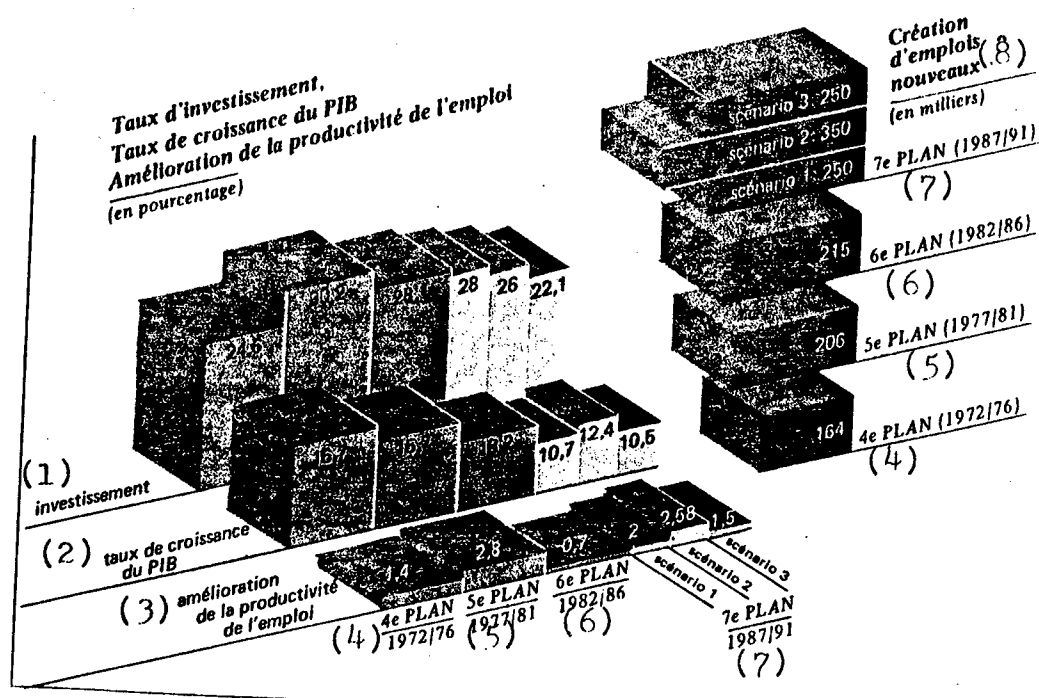 Taux d'investissement,
Taux de croissance du PIB
Amélioration de la productivité de l'emploi
(en pourcentage)
Création
d'emplois
nouveaux (8)
(en milliers)
scénario 3: 250
scénario 2: 350
scénario 1: 250
7e PLAN (1987/91)
(7)
215
6e PLAN (1982/86)
(6)
206
5e PLAN (1977/81)
(5)
164
4e PLAN (1972/76)
(4)
28
26
22,1
10,7
12,4
10,6
(1)
investissement
(2) taux de croissance
du PIB
(3) amélioration
de la productivité
de l'emploi
1,4
2,8
2
2,58
1,5
scénario 1
scénario 2
scénario 3
(4) 4e PLAN
1972/76
5e PLAN
1977/81
(5)
6e PLAN
1982/86
(6)
7e PLAN
1987/91
(7)